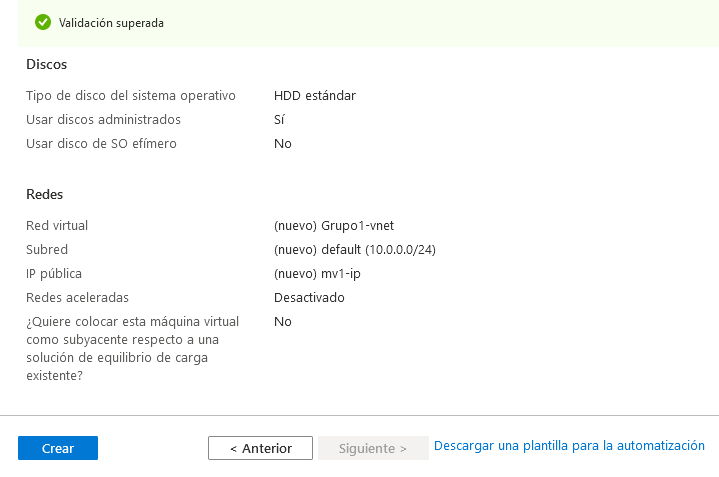 Validación superada
Discos
Tipo de disco del sistema operativo HDD estándar
Usar discos administrados Sí
Usar disco de SO efímero No
Redes
Red virtual (nuevo) Grupo1-vnet
Subred (nuevo) default (10.0.0.0/24)
IP pública (nuevo) mv1-ip
Redes aceleradas Desactivado
¿Quiere colocar esta máquina virtual No
como subyacente respecto a una
solución de equilibrio de carga
existente?
Crear < Anterior Siguiente > Descargar una plantilla para la automatización